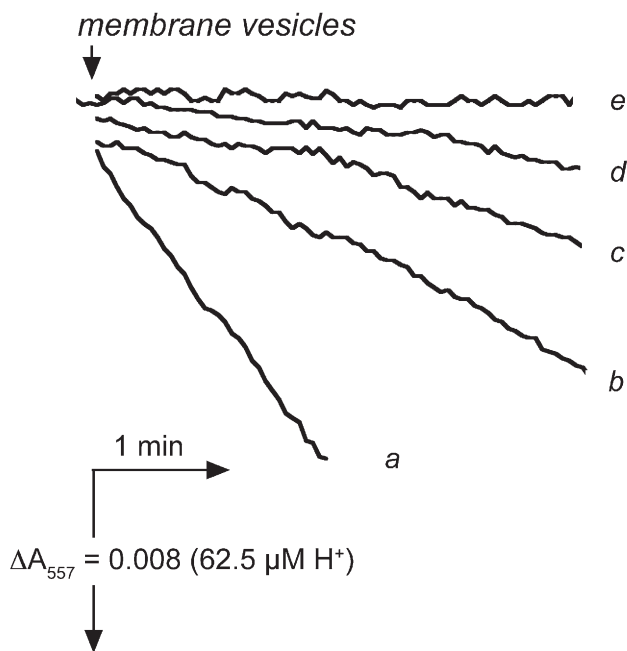 membrane vesicles
e
d
c
b
a
1 min
ΔA557 = 0.008 (62.5 µM H+)